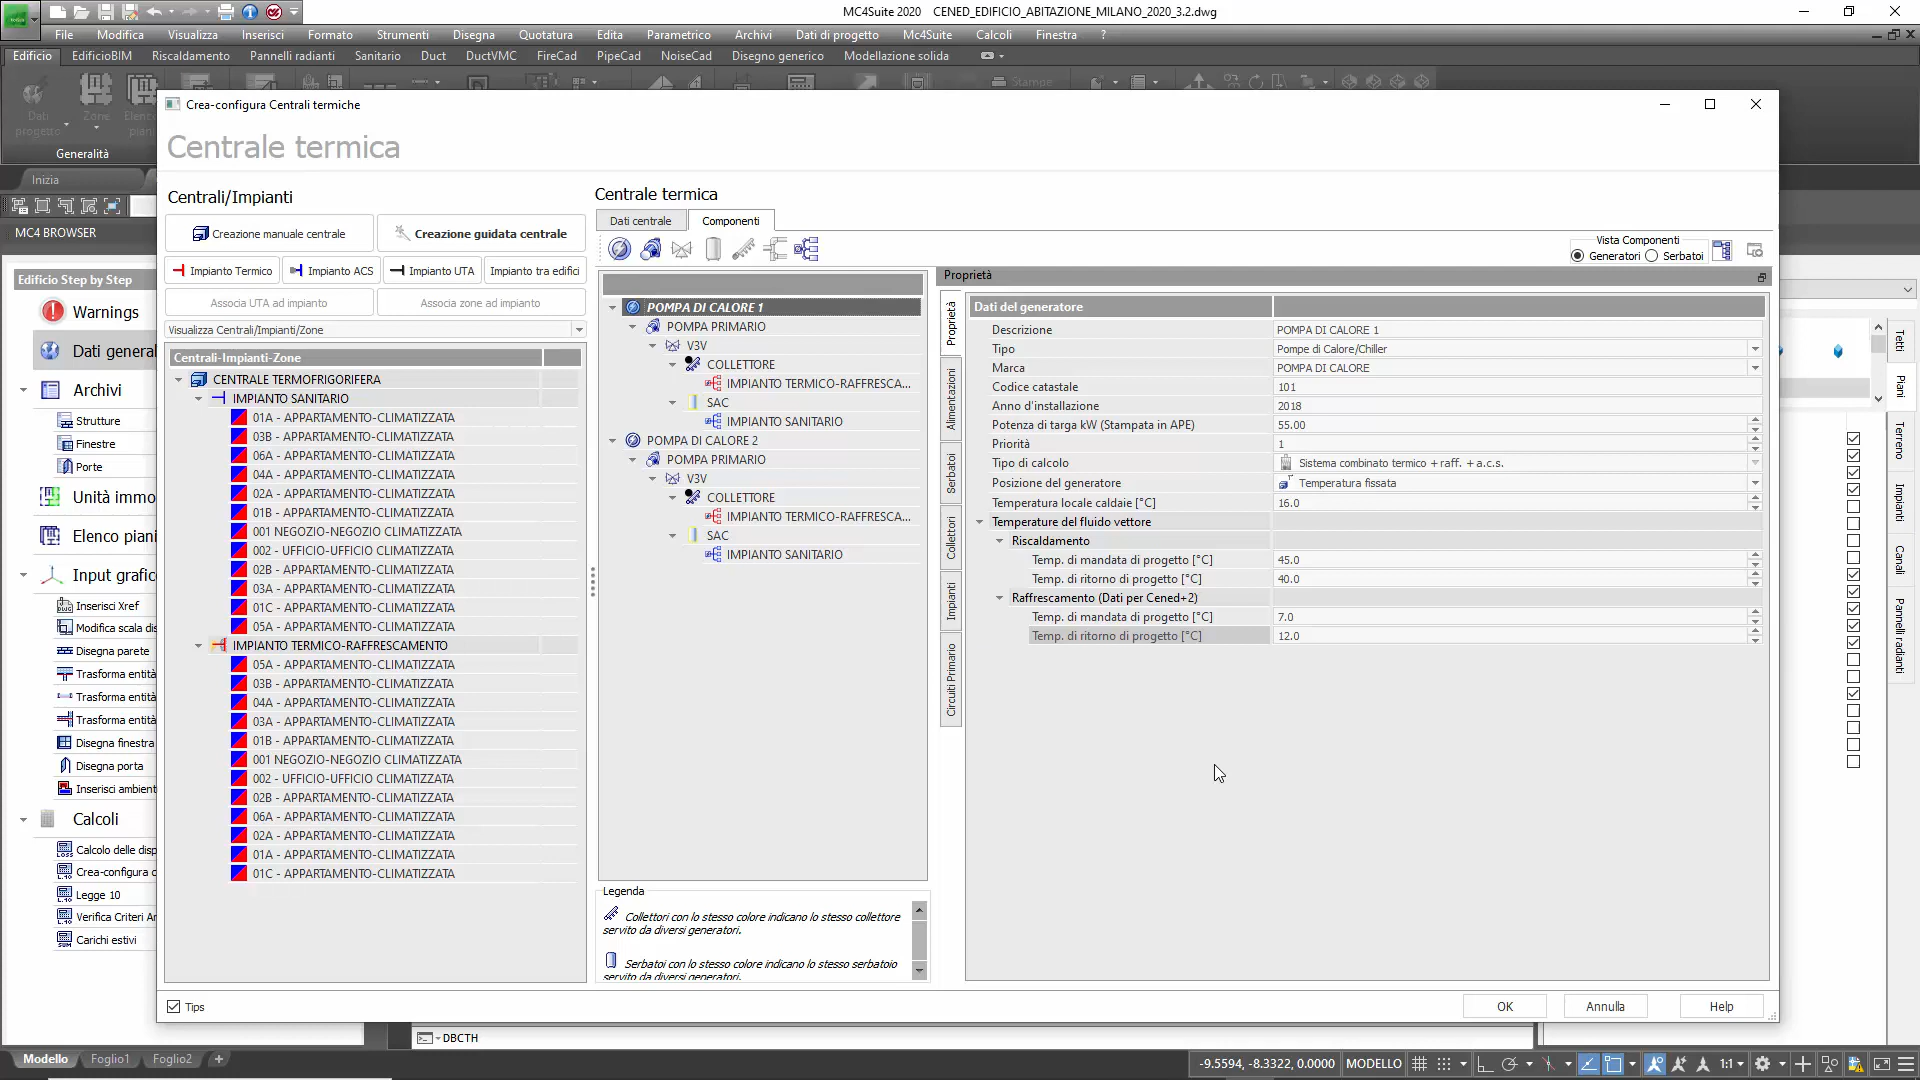 MC4Suite 2020    CENED_EDIFICIO_ABITAZIONE_MILANO_2020_3.2.dwg
File Modifica Visualizza Inserisci Formato Strumenti Disegna Quotatura Edita Parametrico Archivi Dati di progetto Mc4Suite Calcoli Finestra ?
Edificio EdificioBIM Riscaldamento Pannelli radianti Sanitario Duct DuctVMC FireCad PipeCad NoiseCad Disegno generico Modellazione solida
Stampe
Dati progetto
Zone
Generalità
Inizia
MC4 BROWSER
Edificio Step by Step
Warnings
Dati general
Archivi
Strutture
Finestre
Porte
Unità immo
Elenco piani
Input grafico
Inserisci Xref
Modifica scala dis
Disegna parete
Trasforma entità
Trasforma entità
Trasforma entità
Disegna finestra
Disegna porta
Inserisci ambient
Calcoli
Calcolo delle disp
Crea-configura c
Legge 10
Verifica Criteri Ar
Carichi estivi
Crea-configura Centrali termiche
Centrale termica
Centrali/Impianti
Creazione manuale centrale
Creazione guidata centrale
Impianto Termico
Impianto ACS
Impianto UTA
Impianto tra edifici
Associa UTA ad impianto
Associa zone ad impianto
Visualizza Centrali/Impianti/Zone
Centrali-Impianti-Zone
CENTRALE TERMOFRIGORIFERA
IMPIANTO SANITARIO
01A - APPARTAMENTO-CLIMATIZZATA
03B - APPARTAMENTO-CLIMATIZZATA
06A - APPARTAMENTO-CLIMATIZZATA
04A - APPARTAMENTO-CLIMATIZZATA
02A - APPARTAMENTO-CLIMATIZZATA
01B - APPARTAMENTO-CLIMATIZZATA
001 NEGOZIO-NEGOZIO CLIMATIZZATA
002 - UFFICIO-UFFICIO CLIMATIZZATA
02B - APPARTAMENTO-CLIMATIZZATA
03A - APPARTAMENTO-CLIMATIZZATA
01C - APPARTAMENTO-CLIMATIZZATA
05A - APPARTAMENTO-CLIMATIZZATA
IMPIANTO TERMICO-RAFFRESCAMENTO
05A - APPARTAMENTO-CLIMATIZZATA
03B - APPARTAMENTO-CLIMATIZZATA
04A - APPARTAMENTO-CLIMATIZZATA
03A - APPARTAMENTO-CLIMATIZZATA
01B - APPARTAMENTO-CLIMATIZZATA
001 NEGOZIO-NEGOZIO CLIMATIZZATA
002 - UFFICIO-UFFICIO CLIMATIZZATA
02B - APPARTAMENTO-CLIMATIZZATA
06A - APPARTAMENTO-CLIMATIZZATA
02A - APPARTAMENTO-CLIMATIZZATA
01A - APPARTAMENTO-CLIMATIZZATA
01C - APPARTAMENTO-CLIMATIZZATA
Tips
Centrale termica
Dati centrale
Componenti
Vista Componenti
Generatori
Serbatoi
POMPA DI CALORE 1
POMPA PRIMARIO
V3V
COLLETTORE
IMPIANTO TERMICO-RAFFRESCA...
SAC
IMPIANTO SANITARIO
POMPA DI CALORE 2
POMPA PRIMARIO
V3V
COLLETTORE
IMPIANTO TERMICO-RAFFRESCA...
SAC
IMPIANTO SANITARIO
Legenda
Collettori con lo stesso colore indicano lo stesso collettore
servito da diversi generatori.
Serbatoi con lo stesso colore indicano lo stesso serbatoio
servito da diversi generatori.
Proprietà
Proprietà
Alimentazioni
Serbatoi
Collettori
Impianti
Circuiti Primario
Dati del generatore
Descrizione POMPA DI CALORE 1
Tipo Pompe di Calore/Chiller
Marca POMPA DI CALORE
Codice catastale 101
Anno d'installazione 2018
Potenza di targa kW (Stampata in APE) 55.00
Priorità 1
Tipo di calcolo Sistema combinato termico + raff. + a.c.s.
Posizione del generatore Temperatura fissata
Temperatura locale caldaie [°C] 16.0
Temperature del fluido vettore
Riscaldamento
Temp. di mandata di progetto [°C] 45.0
Temp. di ritorno di progetto [°C] 40.0
Raffrescamento (Dati per Cened+2)
Temp. di mandata di progetto [°C] 7.0
Temp. di ritorno di progetto [°C] 12.0
OK
Annulla
Help
Tetti
Piani
Terreno
Impianti
Canali
Pannelli radianti
DBCTH
Modello Foglio1 Foglio2 +
-9.5594, -8.3322, 0.0000 MODELLO 1:1